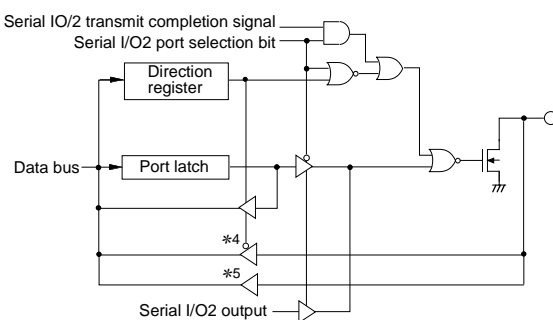 Serial IO/2 transmit completion signal
Serial I/O2 port selection bit
Direction
register
Data bus
Port latch
*4
*5
Serial I/O2 output